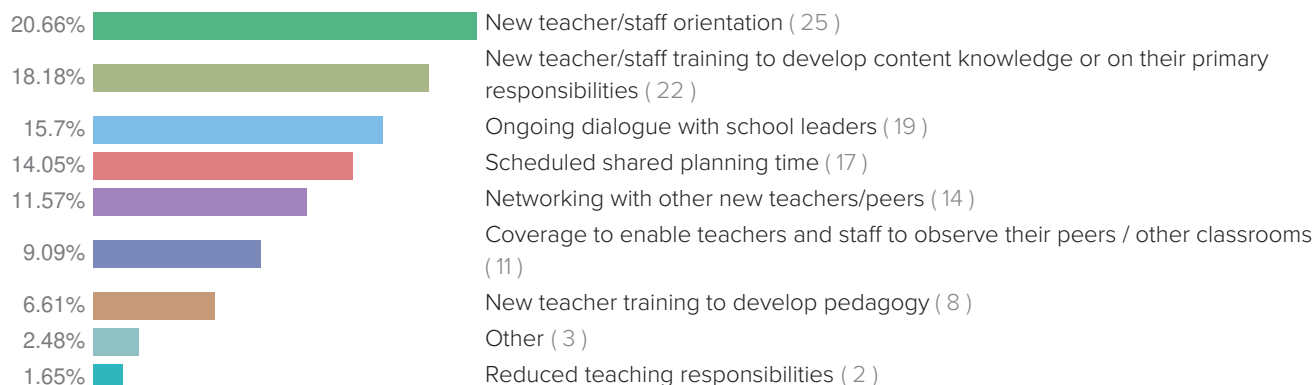 20.66% New teacher/staff orientation ( 25 )
18.18% New teacher/staff training to develop content knowledge or on their primary
responsibilities ( 22 )
15.7% Ongoing dialogue with school leaders ( 19 )
14.05% Scheduled shared planning time ( 17 )
11.57% Networking with other new teachers/peers ( 14 )
9.09% Coverage to enable teachers and staff to observe their peers / other classrooms
( 11 )
6.61% New teacher training to develop pedagogy ( 8 )
2.48% Other ( 3 )
1.65% Reduced teaching responsibilities ( 2 )